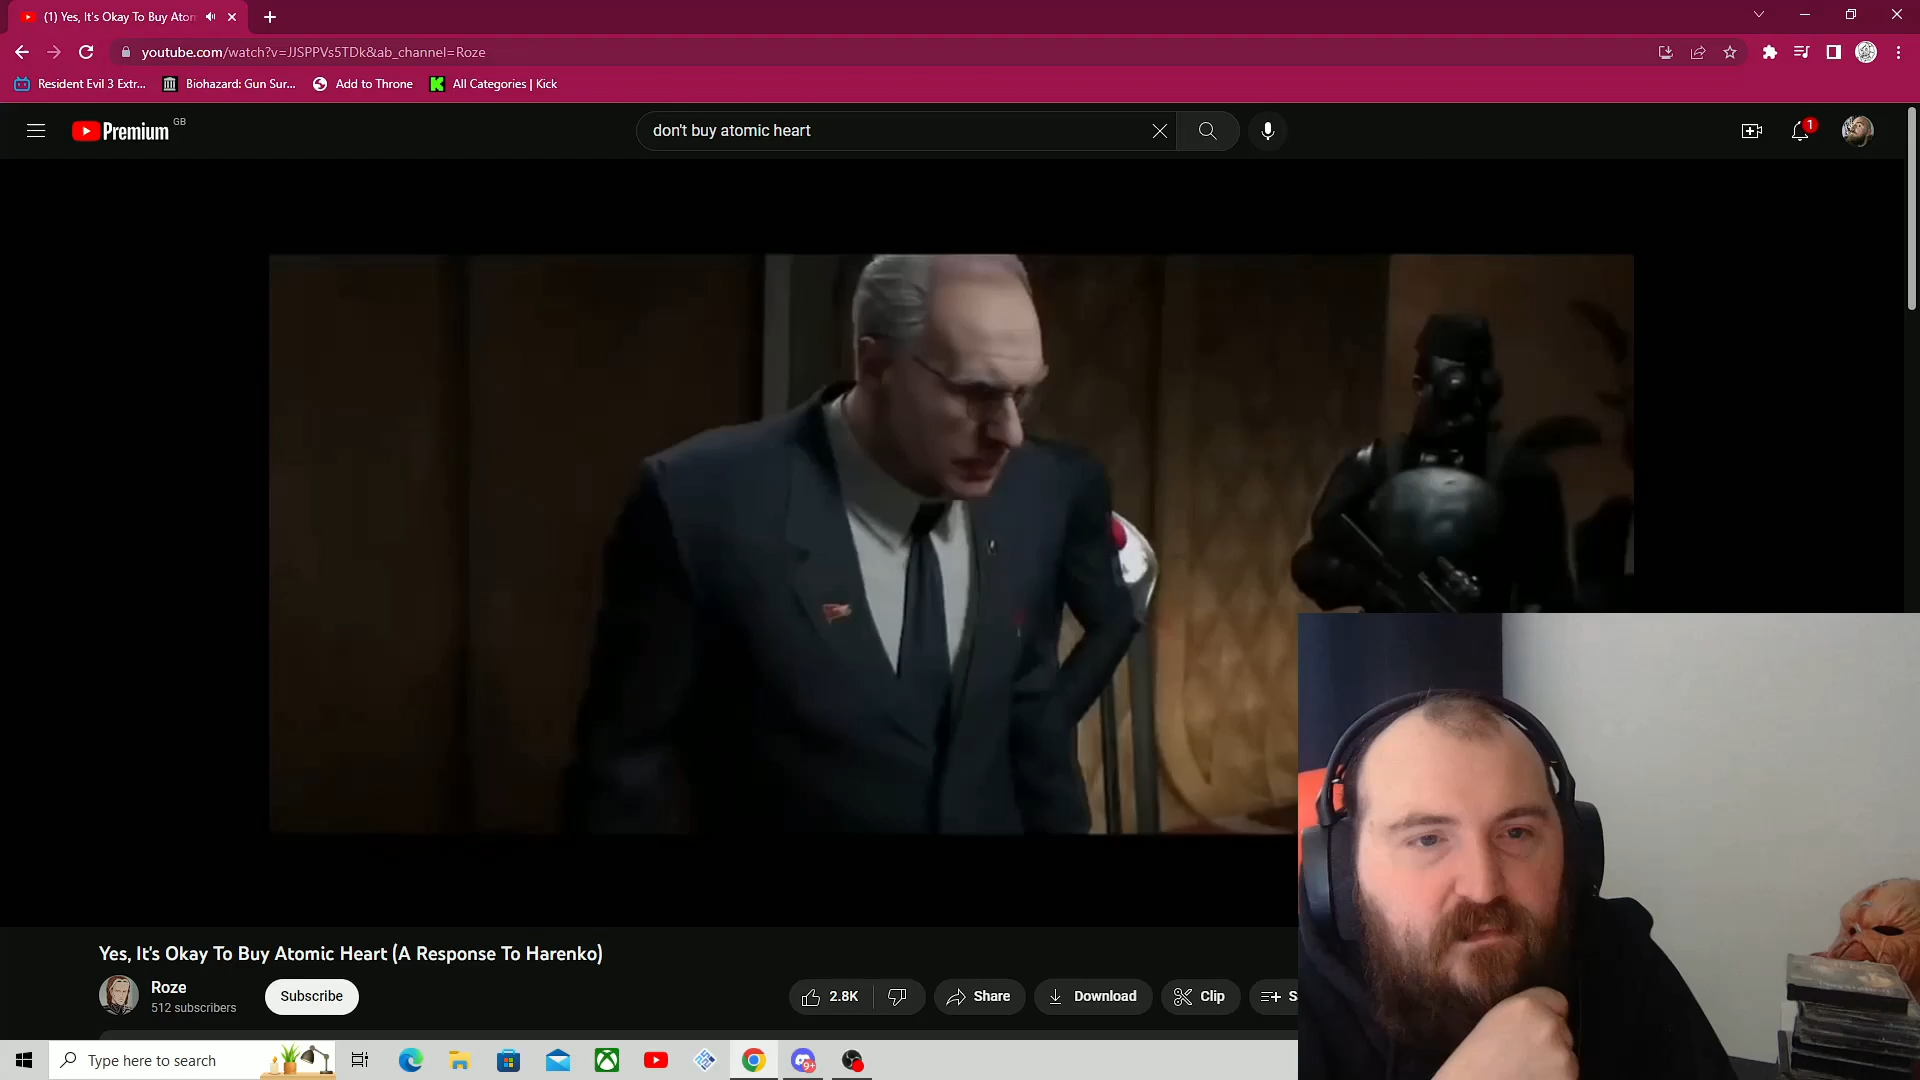 (1) Yes, It's Okay To Buy Atom
youtube.com/watch?v=JJSPPVs5TDk&ab_channel=Roze
Resident Evil 3 Extr...
Biohazard: Gun Sur...
Add to Throne
All Categories | Kick
Premium
GB
don't buy atomic heart
1
Yes, It's Okay To Buy Atomic Heart (A Response To Harenko)
Roze
512 subscribers
Subscribe
2.8K
Share
Download
Clip
S
Type here to search
9+